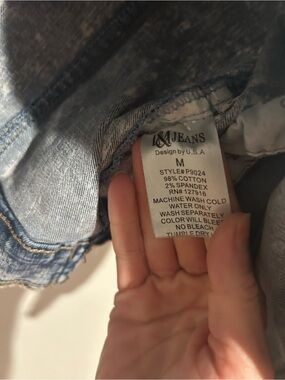 L&M JEANS
Design by U.S.A
M
STYLE# P9024
98% COTTON
2% SPANDEX
RN# 127916
MACHINE WASH COLD
WATER ONLY
WASH SEPARATELY
COLOR WILL BLEE
NO BLEACH
TUMBLE DRY